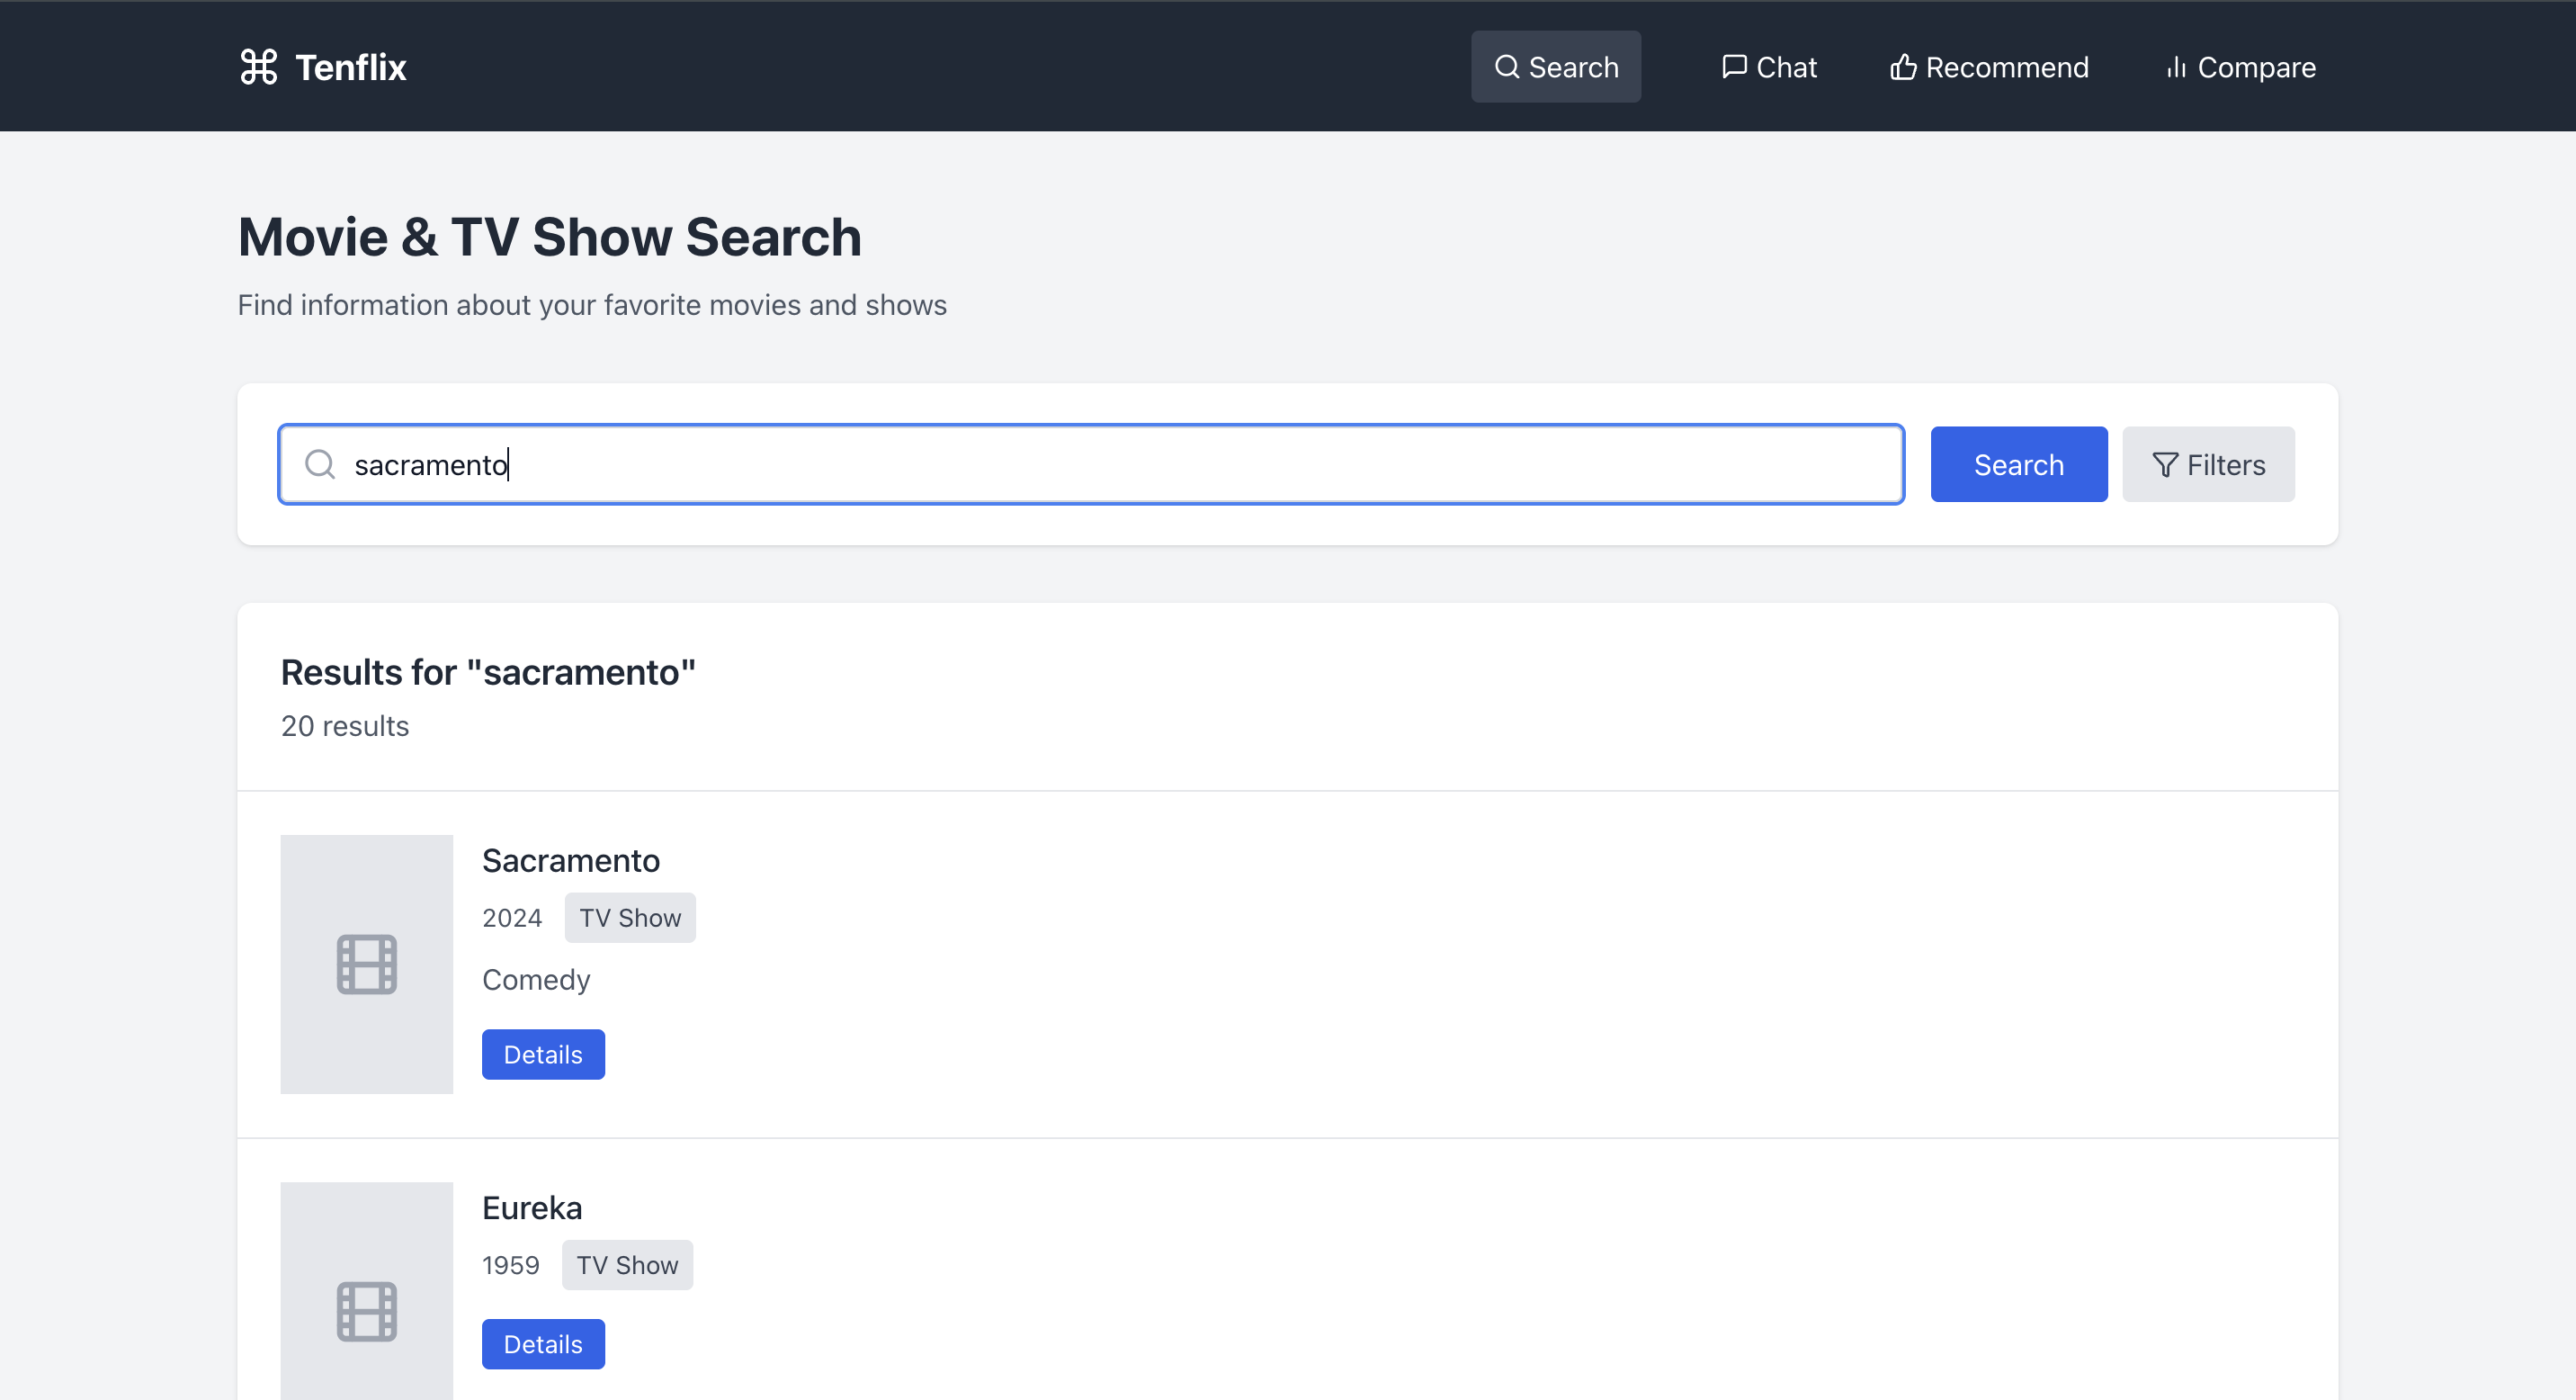 Tenflix
Search
Chat
Recommend
Compare
Movie & TV Show Search
Find information about your favorite movies and shows
sacramento
Search
Filters
Results for "sacramento"
20 results
Sacramento
2024 TV Show
Comedy
Details
Eureka
1959 TV Show
Details